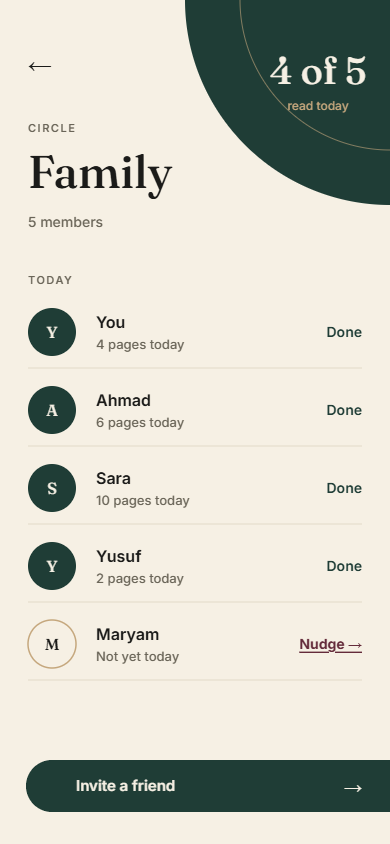 ←
4 of 5
read today
CIRCLE
Family
5 members
TODAY
Y
You
4 pages today
Done
A
Ahmad
6 pages today
Done
S
Sara
10 pages today
Done
Y
Yusuf
2 pages today
Done
M
Maryam
Not yet today
Nudge →
Invite a friend →